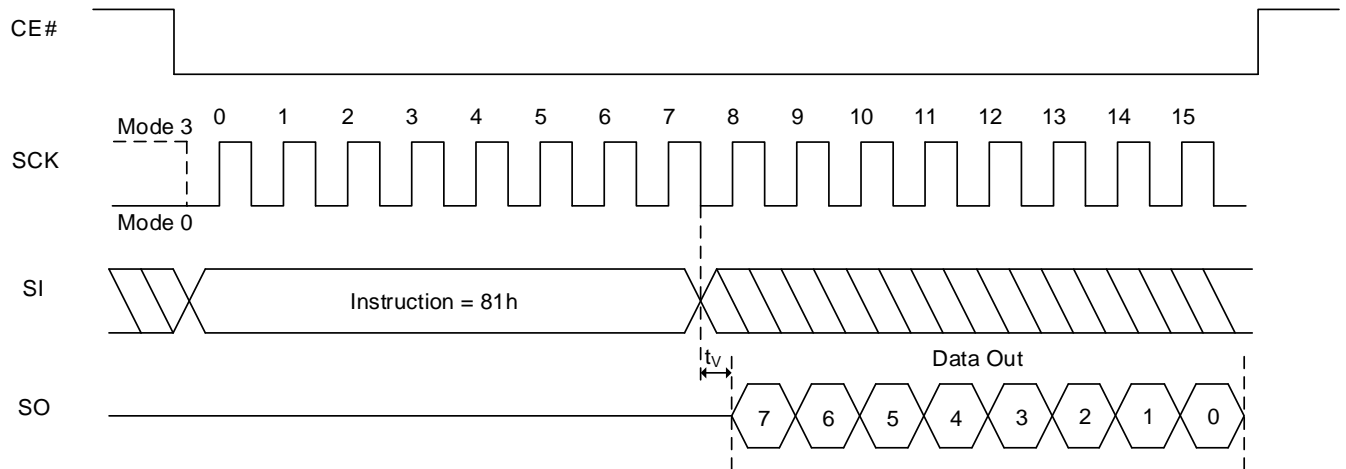 CE#
0 1 2 3 4 5 6 7 8 9 10 11 12 13 14 15
Mode 3
SCK
Mode 0
SI
Instruction = 81h
tV
Data Out
SO
7 6 5 4 3 2 1 0